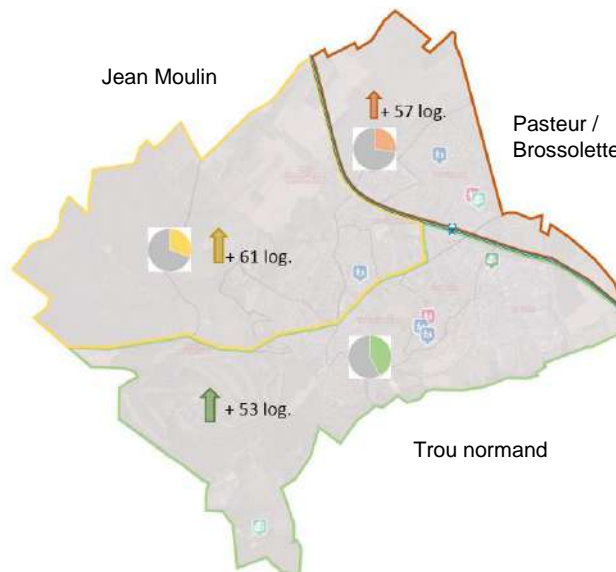 Jean Moulin
+ 57 log.
Pasteur /
Brossolette
+ 61 log.
+ 53 log.
Trou normand